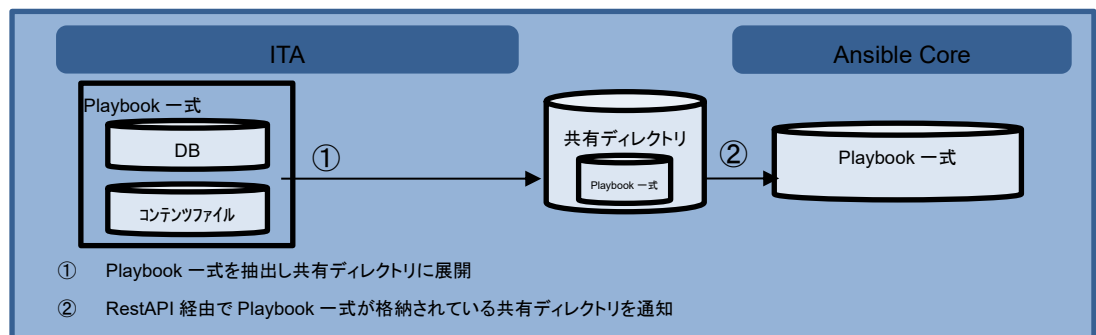 ITA
Ansible Core
Playbook 一式
DB
コンテンツファイル
①
共有ディレクトリ
Playbook 一式
②
Playbook 一式
① Playbook 一式を抽出し共有ディレクトリに展開
② RestAPI 経由で Playbook 一式が格納されている共有ディレクトリを通知